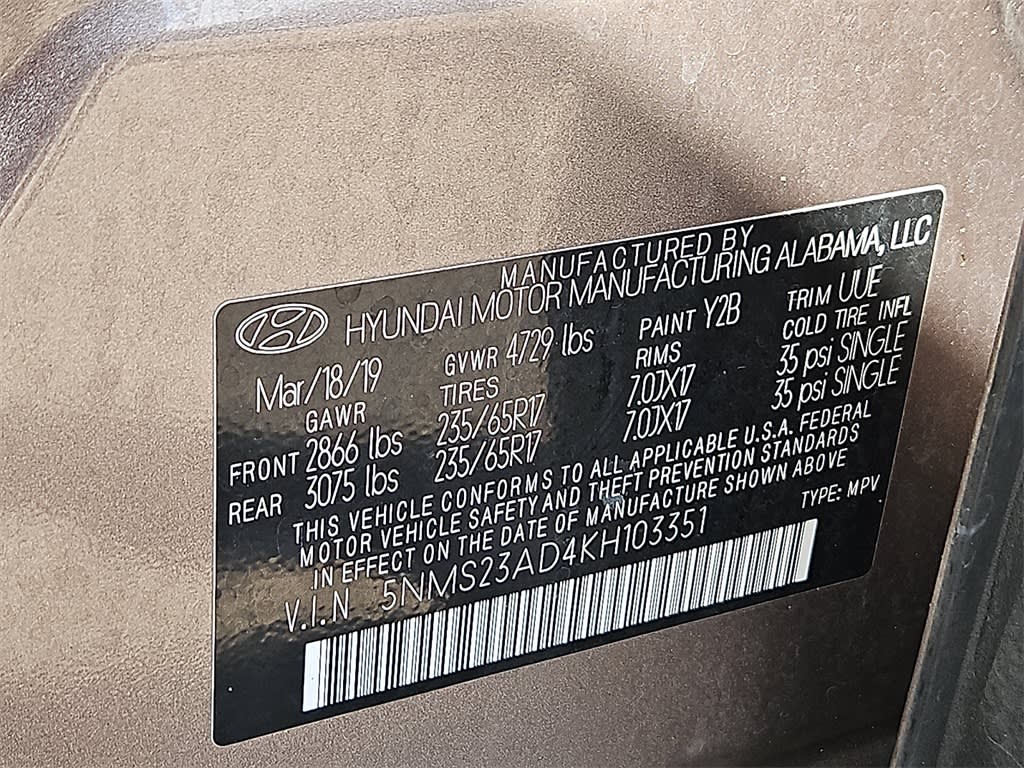 MANUFACTURED BY
HYUNDAI MOTOR MANUFACTURING ALABAMA, LLC
Mar/18/19 GVWR 4729 lbs PAINT Y2B TRIM UUE
GAWR TIRES RIMS COLD TIRE INFL
FRONT 2866 lbs 235/65R17 7.0JX17 35 psi SINGLE
REAR 3075 lbs 235/65R17 7.0JX17 35 psi SINGLE
THIS VEHICLE CONFORMS TO ALL APPLICABLE U.S.A. FEDERAL
MOTOR VEHICLE SAFETY AND THEFT PREVENTION STANDARDS
IN EFFECT ON THE DATE OF MANUFACTURE SHOWN ABOVE
V.I.N 5NMS23AD4KH103351 TYPE: MPV